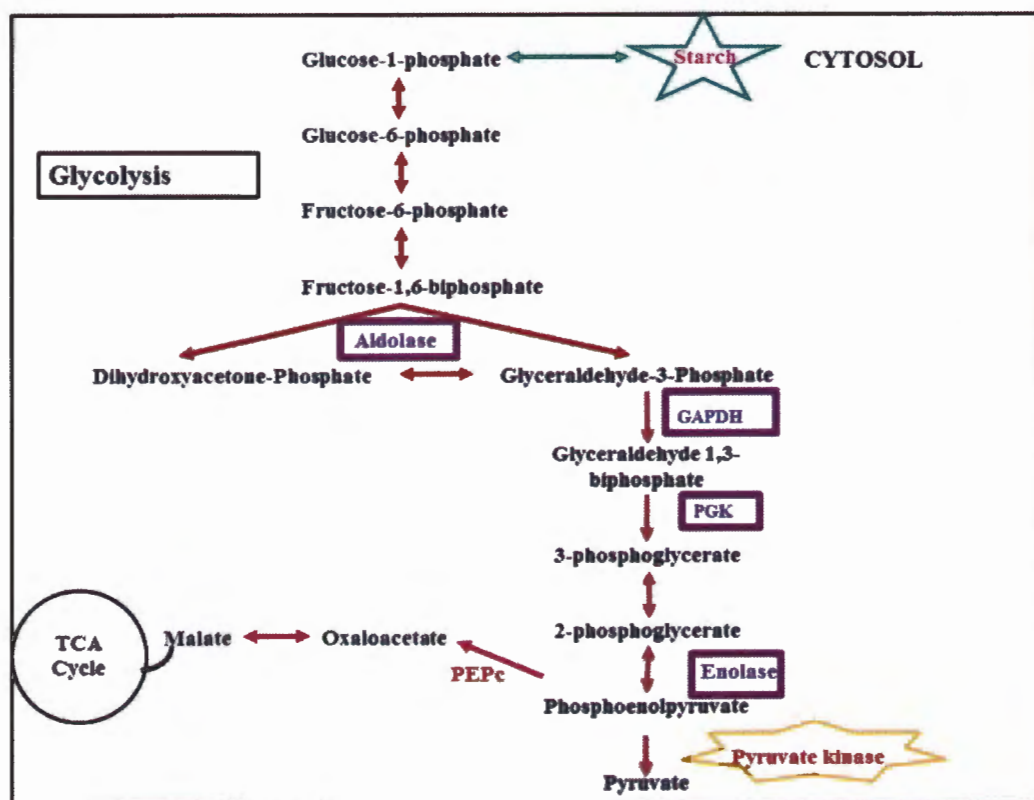 Glucose-1-phosphate
Starch
CYTOSOL
Glucose-6-phosphate
Glycolysis
Fructose-6-phosphate
Fructose-1,6-biphosphate
Aldolase
Dihydroxyacetone-Phosphate
Glyceraldehyde-3-Phosphate
GAPDH
Glyceraldehyde 1,3-
biphosphate
PGK
3-phosphoglycerate
TCA
Cycle
Malate
Oxaloacetate
2-phosphoglycerate
PEPc
Enolase
Phosphoenolpyruvate
Pyruvate kinase
Pyruvate